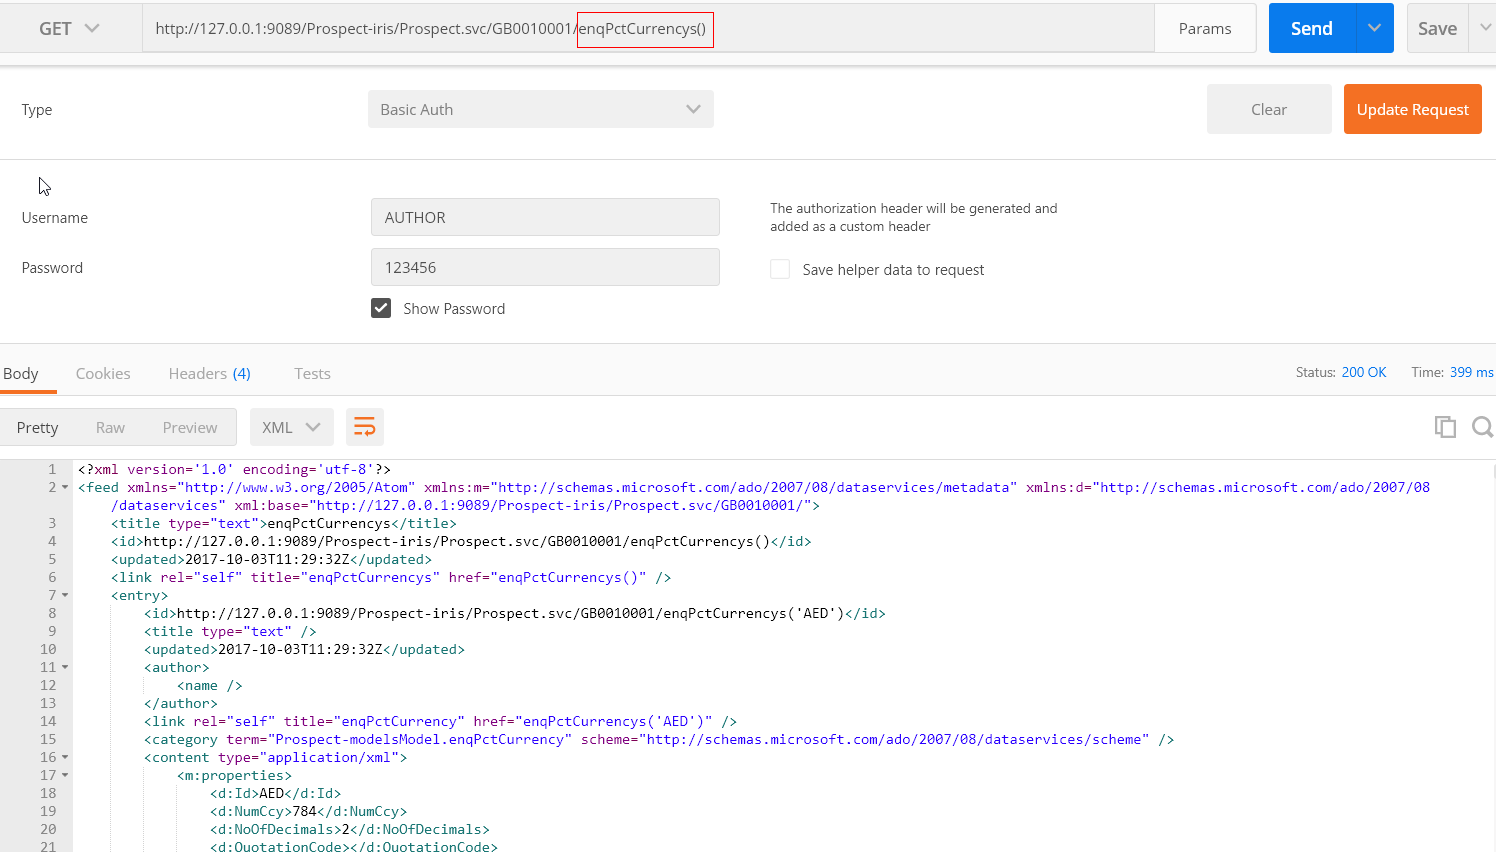 GET http://127.0.0.1:9089/Prospect-iris/Prospect.svc/GB0010001/enqPctCurrencys() Params Send Save
Type Basic Auth Clear Update Request
Username AUTHOR The authorization header will be generated and
added as a custom header
Password 123456 Save helper data to request
Show Password
Body Cookies Headers (4) Tests Status: 200 OK Time: 399 ms
Pretty Raw Preview XML
1 <?xml version='1.0' encoding='utf-8'?>
2 <feed xmlns="http://www.w3.org/2005/Atom" xmlns:m="http://schemas.microsoft.com/ado/2007/08/dataservices/metadata" xmlns:d="http://schemas.microsoft.com/ado/2007/08
/dataservices" xml:base="http://127.0.0.1:9089/Prospect-iris/Prospect.svc/GB0010001/">
3 <title type="text">enqPctCurrencys</title>
4 <id>http://127.0.0.1:9089/Prospect-iris/Prospect.svc/GB0010001/enqPctCurrencys()</id>
5 <updated>2017-10-03T11:29:32Z</updated>
6 <link rel="self" title="enqPctCurrencys" href="enqPctCurrencys()" />
7 <entry>
8 <id>http://127.0.0.1:9089/Prospect-iris/Prospect.svc/GB0010001/enqPctCurrencys('AED')</id>
9 <title type="text" />
10 <updated>2017-10-03T11:29:32Z</updated>
11 <author>
12 <name />
13 </author>
14 <link rel="self" title="enqPctCurrency" href="enqPctCurrencys('AED')" />
15 <category term="Prospect-modelsModel.enqPctCurrency" scheme="http://schemas.microsoft.com/ado/2007/08/dataservices/scheme" />
16 <content type="application/xml">
17 <m:properties>
18 <d:Id>AED</d:Id>
19 <d:NumCcy>784</d:NumCcy>
20 <d:NoOfDecimals>2</d:NoOfDecimals>
21 <d:QuotationCode></d:QuotationCode>